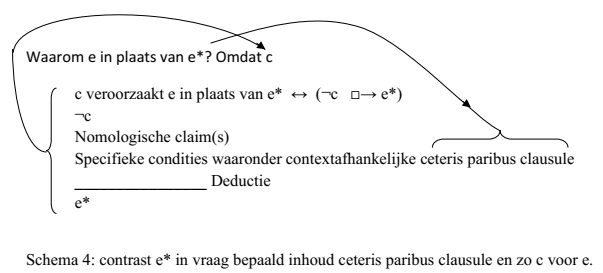 Waarom e in plaats van e*? Omdat c
c veroorzaakt e in plaats van e* ↔ (¬c □→ e*)
¬c
Nomologische claim(s)
Specifieke condities waaronder contextafhankelijke ceteris paribus clausule
__________________ Deductie
e*
Schema 4: contrast e* in vraag bepaald inhoud ceteris paribus clausule en zo c voor e.